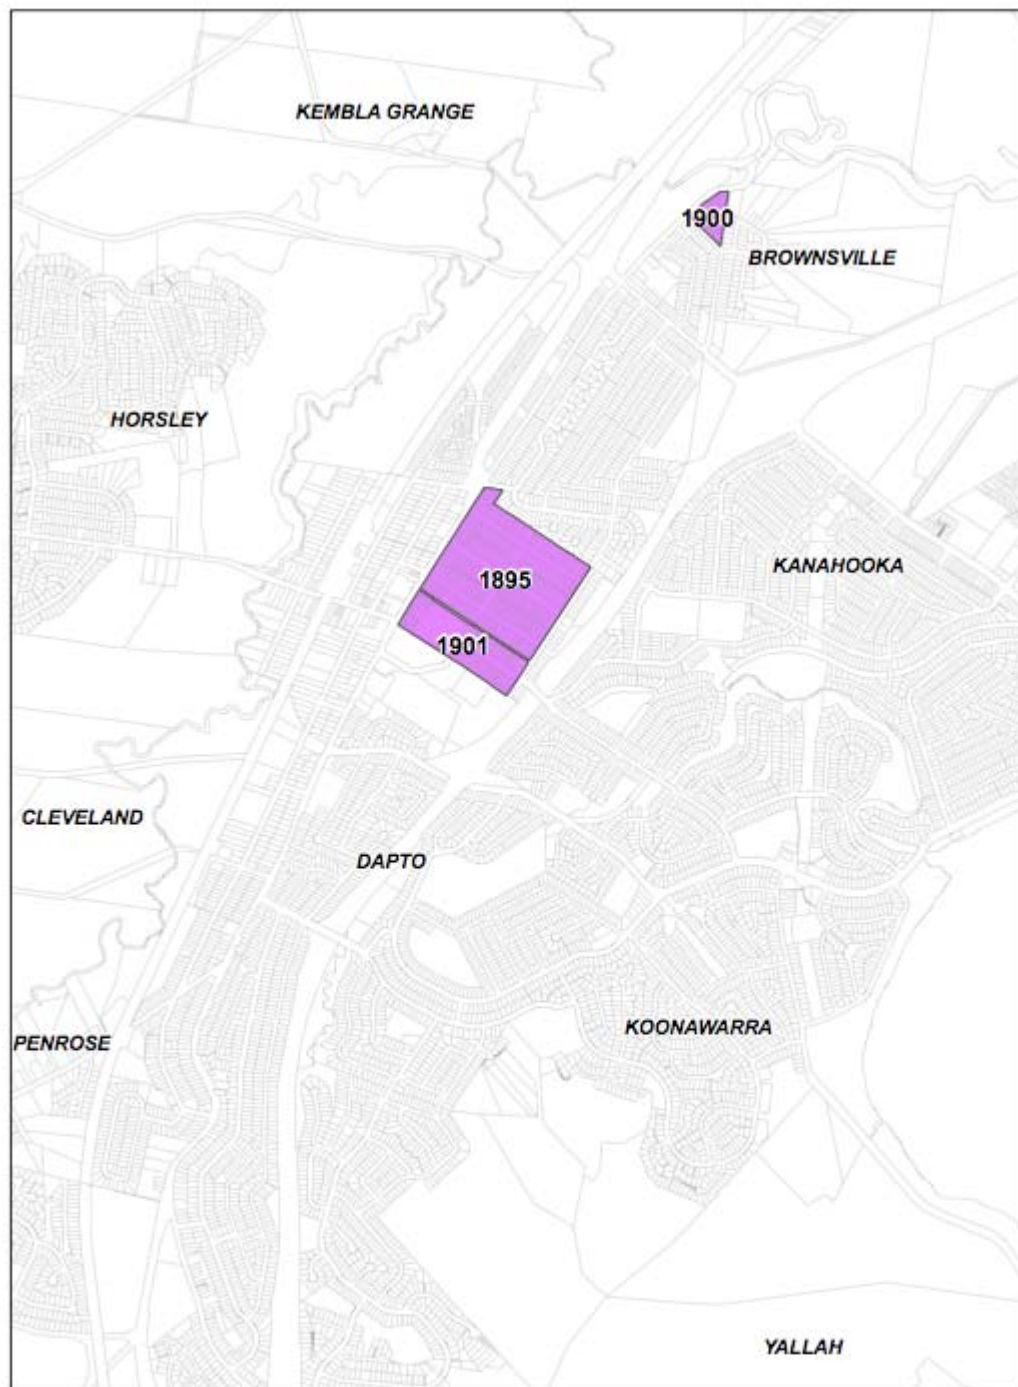 KEMBLA GRANGE
1900
BROWNSVILLE
HORSLEY
KANAHOOKA
1895
1901
CLEVELAND
DAPTO
KOONAWARRA
PENROSE
YALLAH